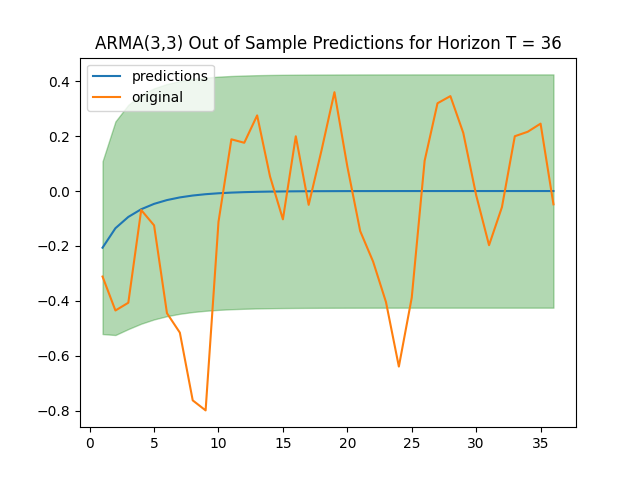 ARMA(3,3) Out of Sample Predictions for Horizon T = 36
predictions
original
0.4
0.2
0.0
−0.2
−0.4
−0.6
−0.8
0 5 10 15 20 25 30 35